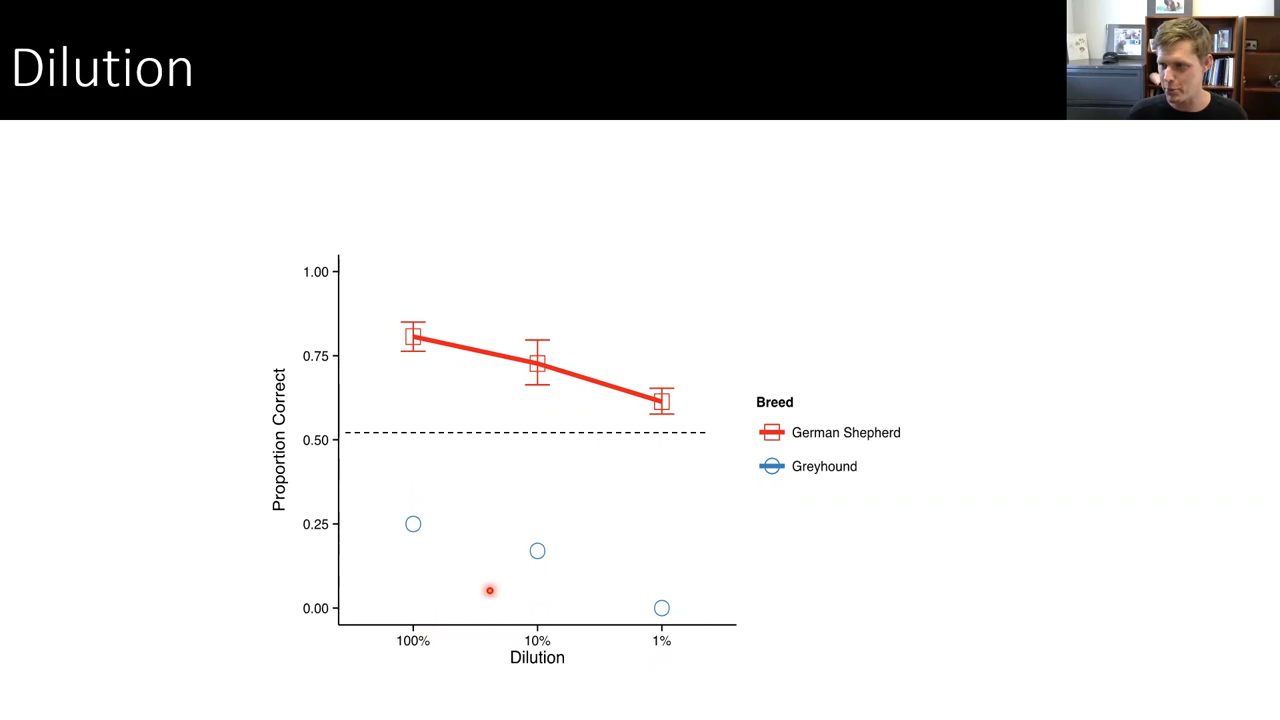 Dilution
1.00
0.75
0.50
0.25
0.00
Proportion Correct
100%
10%
1%
Dilution
Breed
German Shepherd
Greyhound